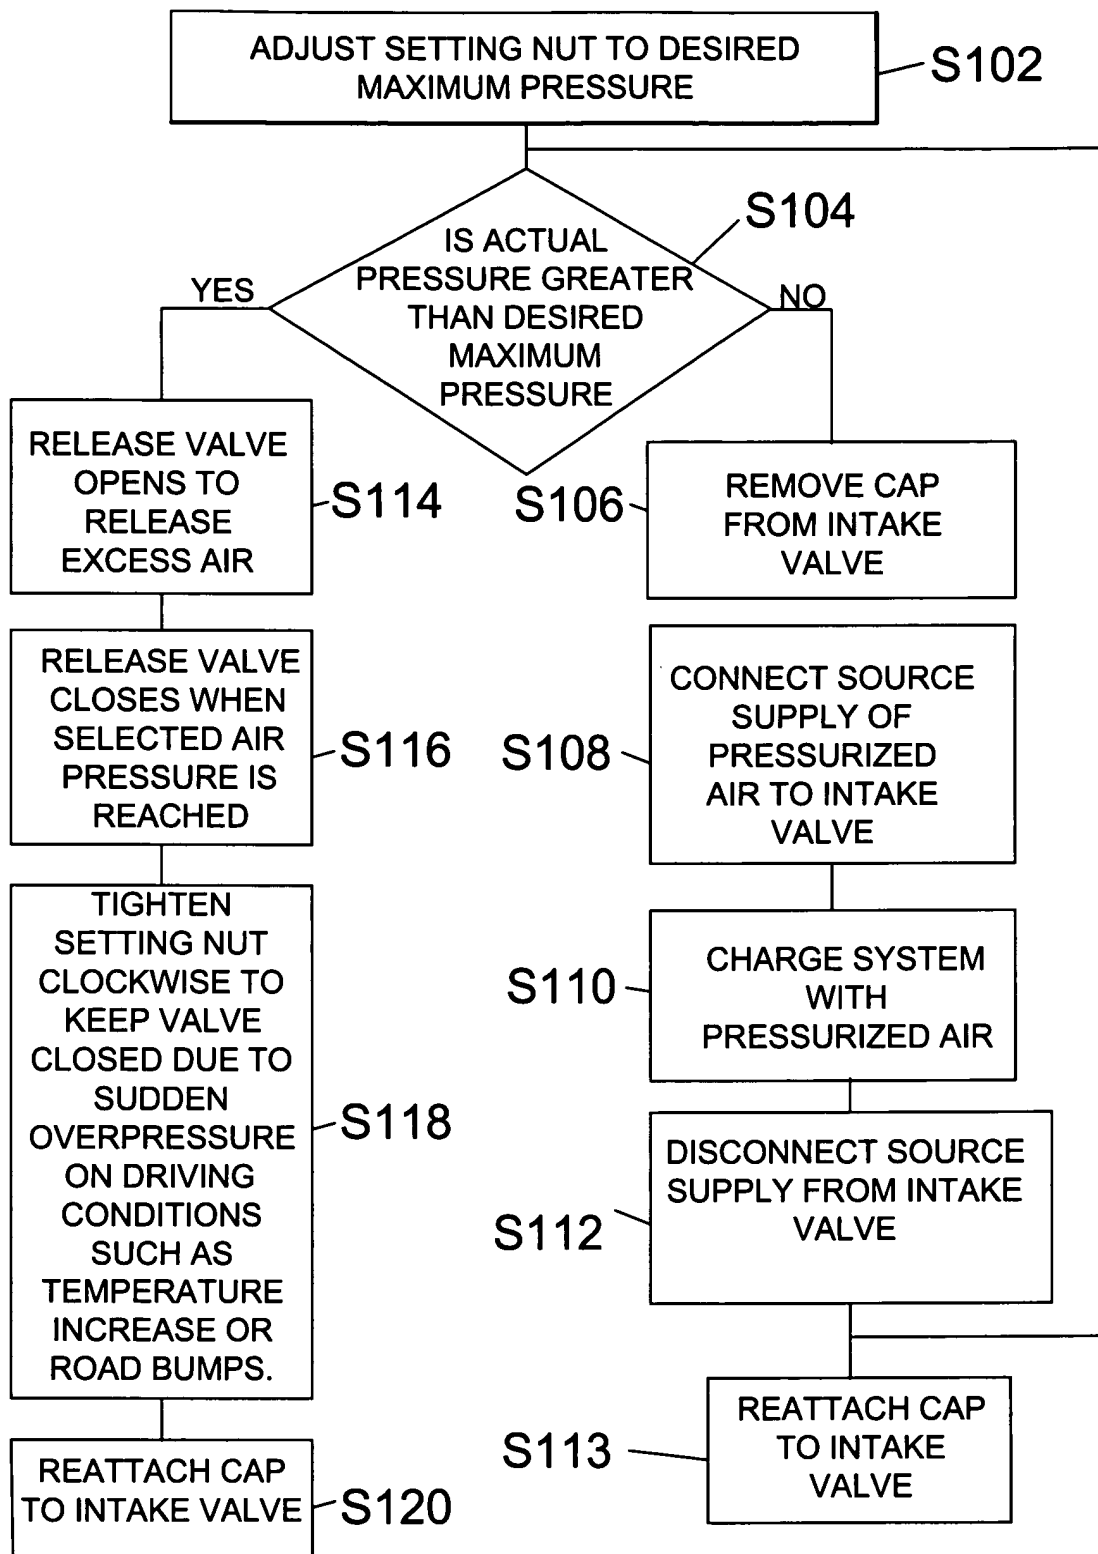 ADJUST SETTING NUT TO DESIRED
MAXIMUM PRESSURE
S102
S104
IS ACTUAL
PRESSURE GREATER
THAN DESIRED
MAXIMUM
PRESSURE
YES
NO
RELEASE VALVE
OPENS TO
RELEASE
EXCESS AIR
S114
S106
REMOVE CAP
FROM INTAKE
VALVE
RELEASE VALVE
CLOSES WHEN
SELECTED AIR
PRESSURE IS
REACHED
S116
S108
CONNECT SOURCE
SUPPLY OF
PRESSURIZED
AIR TO INTAKE
VALVE
TIGHTEN
SETTING NUT
CLOCKWISE TO
KEEP VALVE
CLOSED DUE TO
SUDDEN
OVERPRESSURE
ON DRIVING
CONDITIONS
SUCH AS
TEMPERATURE
INCREASE OR
ROAD BUMPS.
S118
S110
CHARGE SYSTEM
WITH
PRESSURIZED AIR
S112
DISCONNECT SOURCE
SUPPLY FROM INTAKE
VALVE
REATTACH CAP
TO INTAKE VALVE
S120
S113
REATTACH CAP
TO INTAKE
VALVE